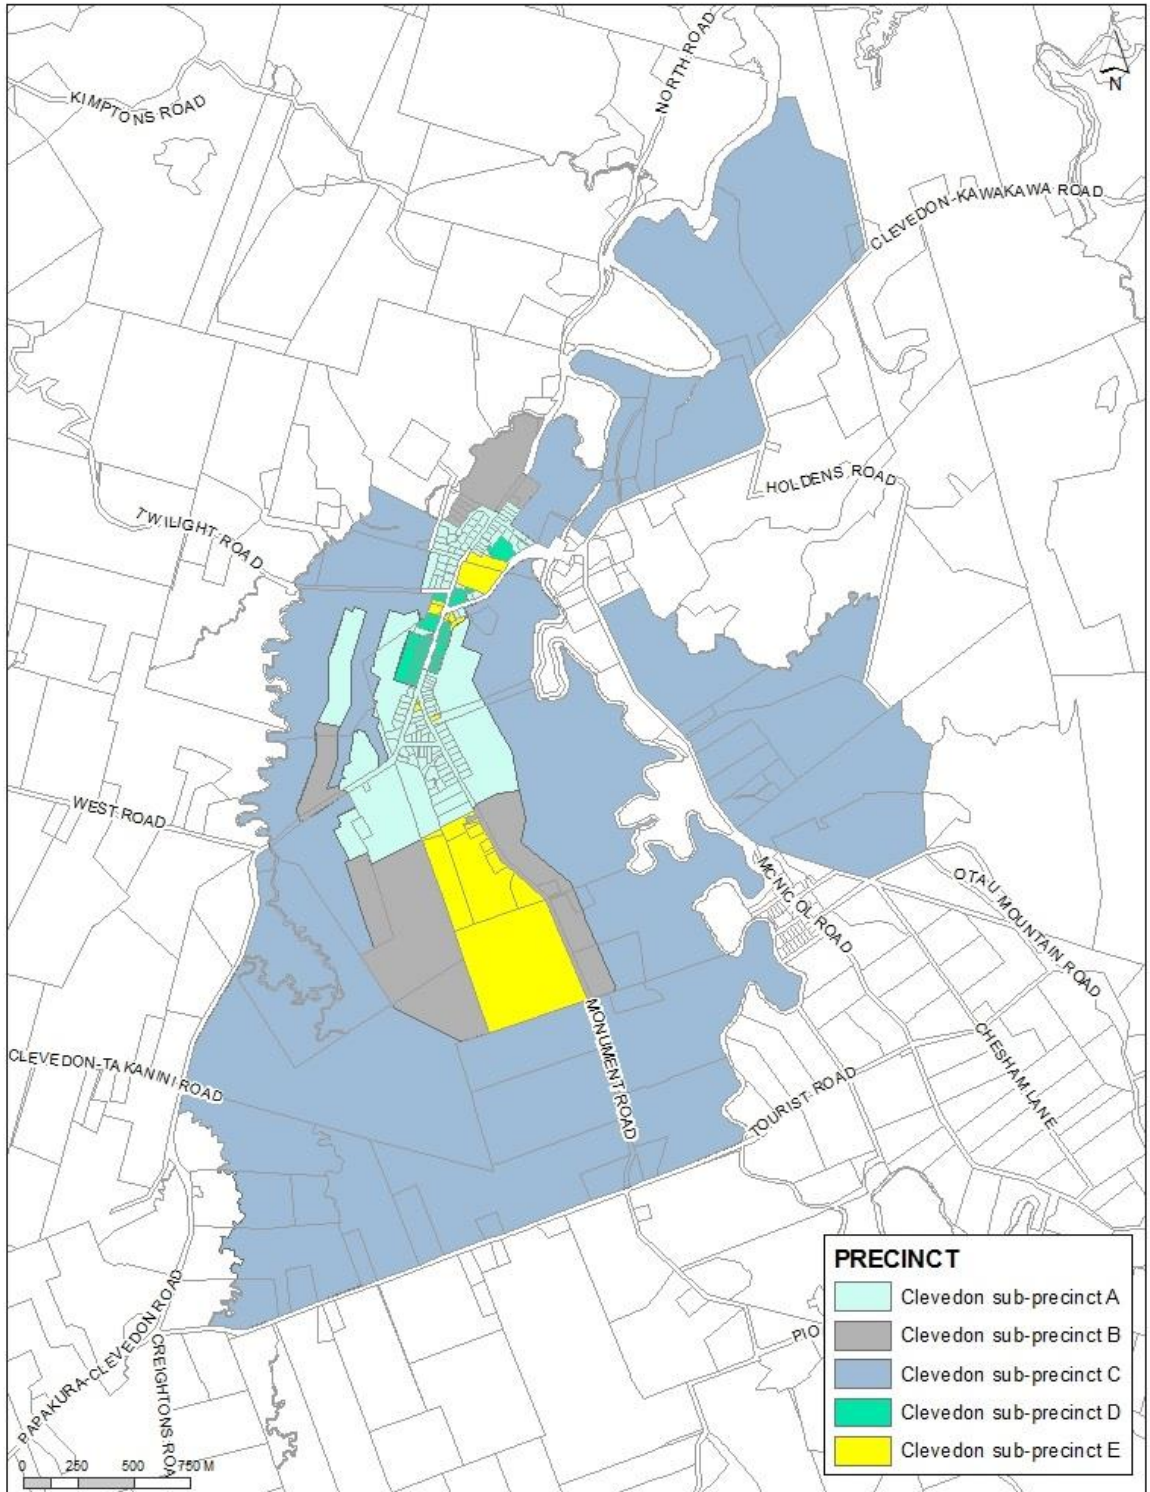 NORTH ROAD
N
KIMPTONS ROAD
CLEVEDON-KAWAKAWA ROAD
HOLDENS ROAD
TWILIGHT ROAD
WEST ROAD
MCNICOL ROAD
OTAU MOUNTAIN ROAD
MONUMENT ROAD
CHESHAM LANE
CLEVEDON-TAKANINI ROAD
TOURIST ROAD
PRECINCT
Clevedon sub-precinct A
Clevedon sub-precinct B
Clevedon sub-precinct C
Clevedon sub-precinct D
Clevedon sub-precinct E
PIO
PAPAKURA-CLEVEDON ROAD
CREIGHTONS ROA
0 250 500 750 M